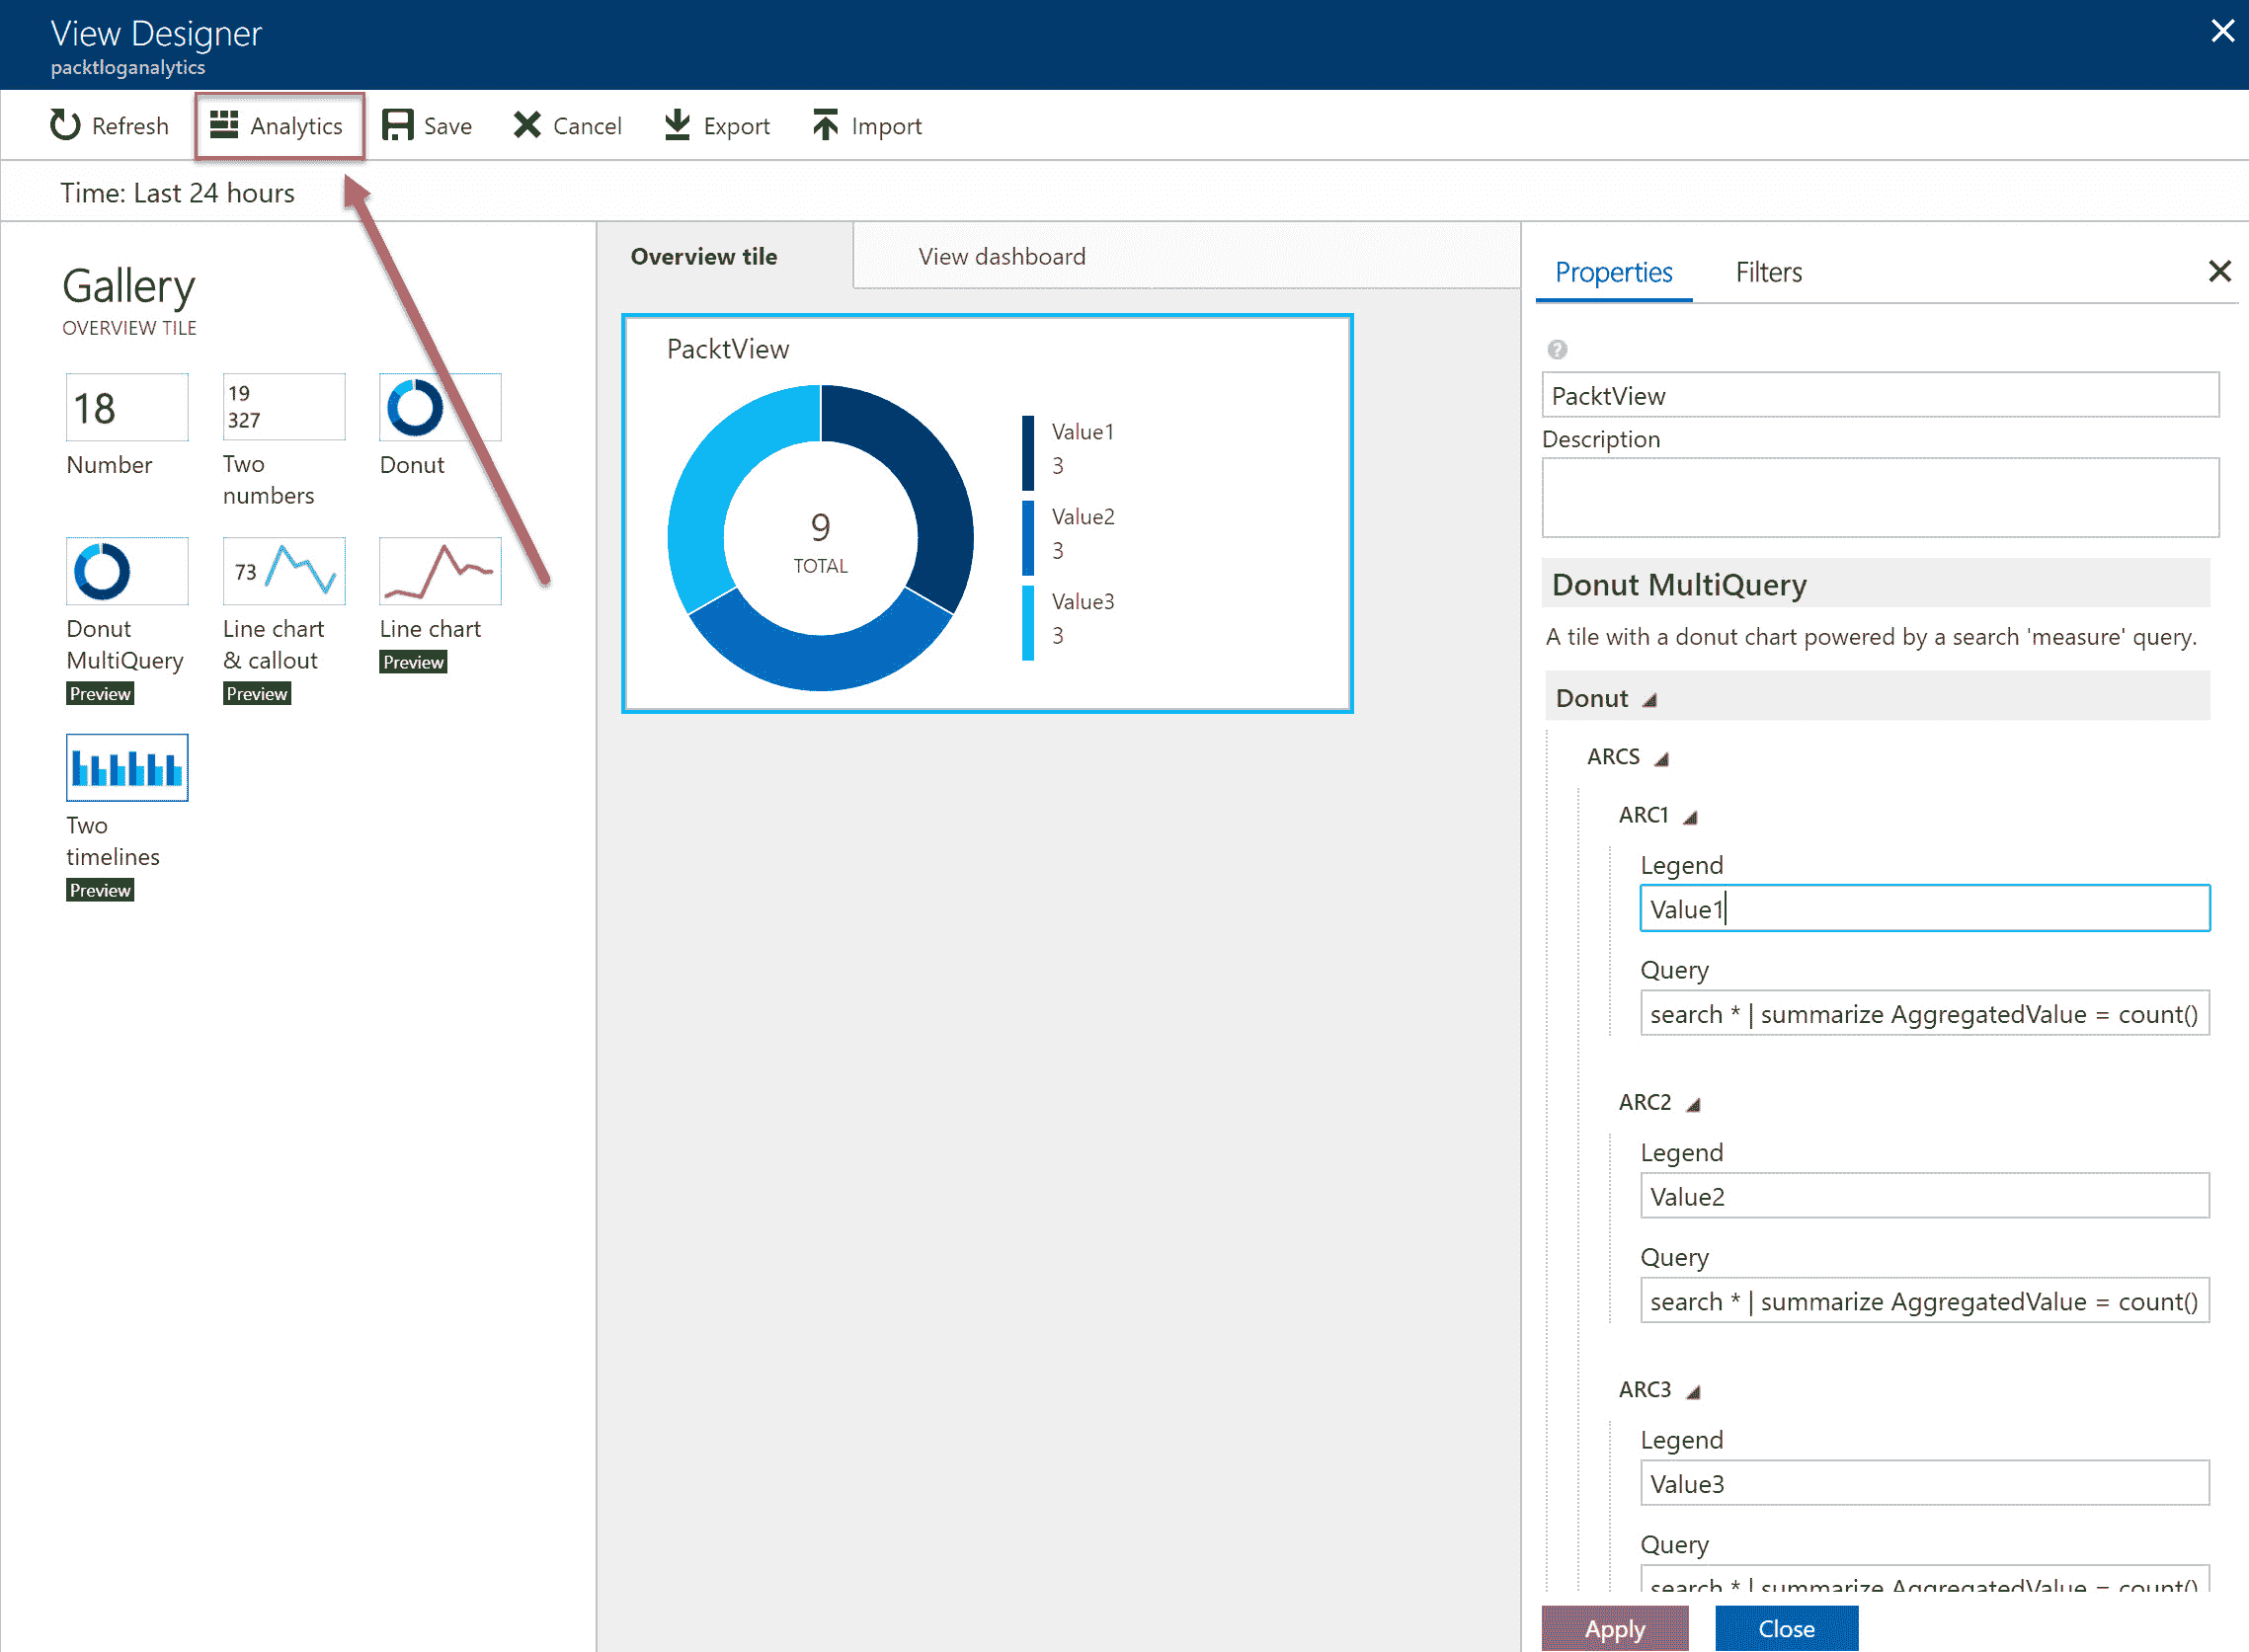 View Designer
packtloganalytics
Refresh
Analytics
Save
Cancel
Export
Import
Time: Last 24 hours
Gallery
OVERVIEW TILE
18
Number
19
327
Two
numbers
Donut
Donut
MultiQuery
Preview
73
Line chart
& callout
Preview
Line chart
Preview
Two
timelines
Preview
Overview tile
View dashboard
PacktView
9
TOTAL
Value1
3
Value2
3
Value3
3
Properties
Filters
?
PacktView
Description
Donut MultiQuery
A tile with a donut chart powered by a search 'measure' query.
Donut
ARCS
ARC1
Legend
Value1
Query
search * | summarize AggregatedValue = count()
ARC2
Legend
Value2
Query
search * | summarize AggregatedValue = count()
ARC3
Legend
Value3
Query
search * | summarize AggregatedValue = count()
Apply
Close